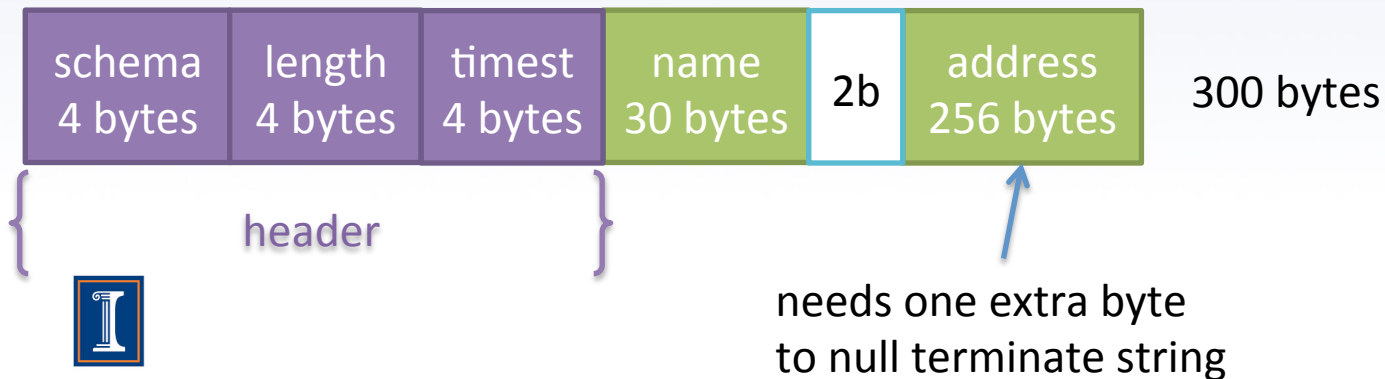 schema length timest name 2b address 300 bytes
4 bytes 4 bytes 4 bytes 30 bytes 256 bytes
header
I
needs one extra byte
to null terminate string